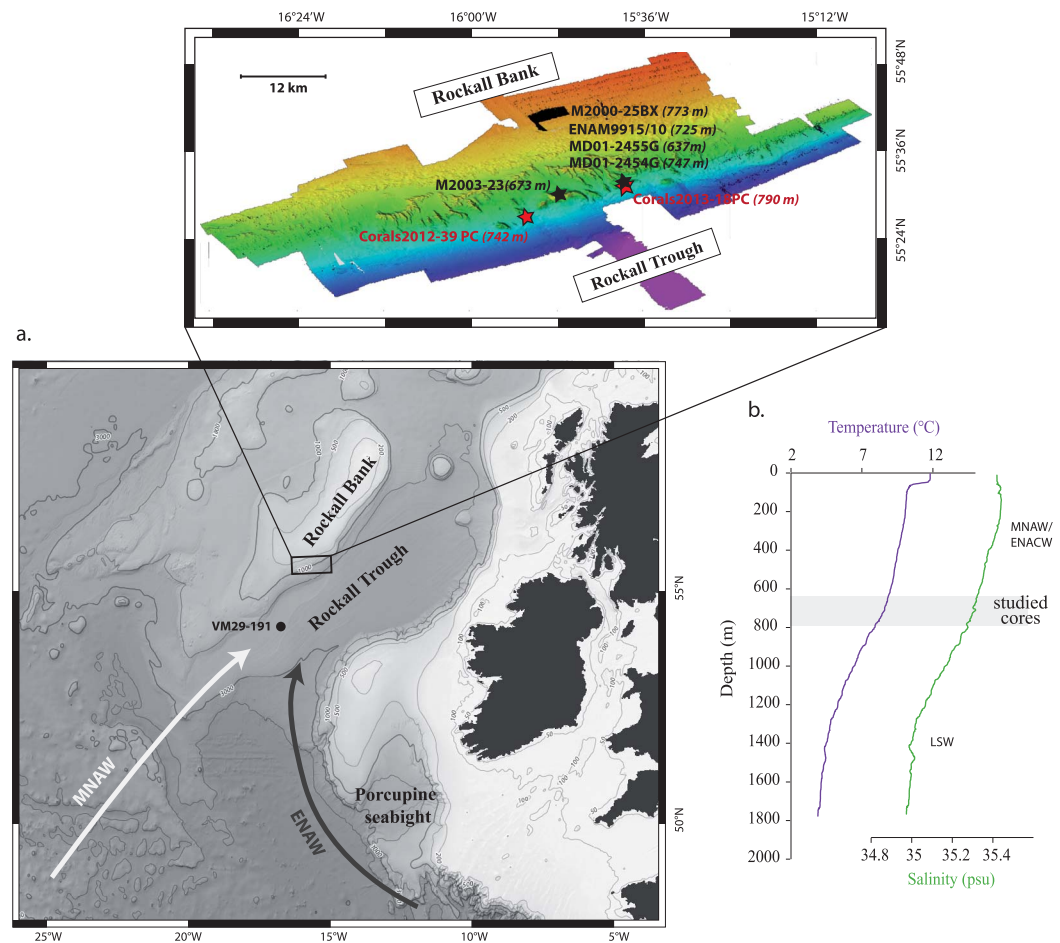 16°24'W 16°00'W 15°36'W 15°12'W
55°48'N
55°36'N
55°24'N
12 km
Rockall Bank
M2000-25BX (773 m)
ENAM9915/10 (725 m)
MD01-2455G (637m)
MD01-2454G (747 m)
M2003-23(673 m)
Corals2012-39 PC (742 m)
(790 m)
Rockall Trough
a.
Rockall Bank
Rockall Trough
VM29-191
MNAW
ENAW
Porcupine
seabight
55°N
50°N
20°W 15°W 10°W 5°W
b.
Temperature (°C)
2 7 12
0
200
400
600
800
1000
1200
1400
1600
1800
2000
Depth (m)
MNAW/
ENACW
studied
cores
LSW
34.8 35 35.2 35.4
Salinity (psu)